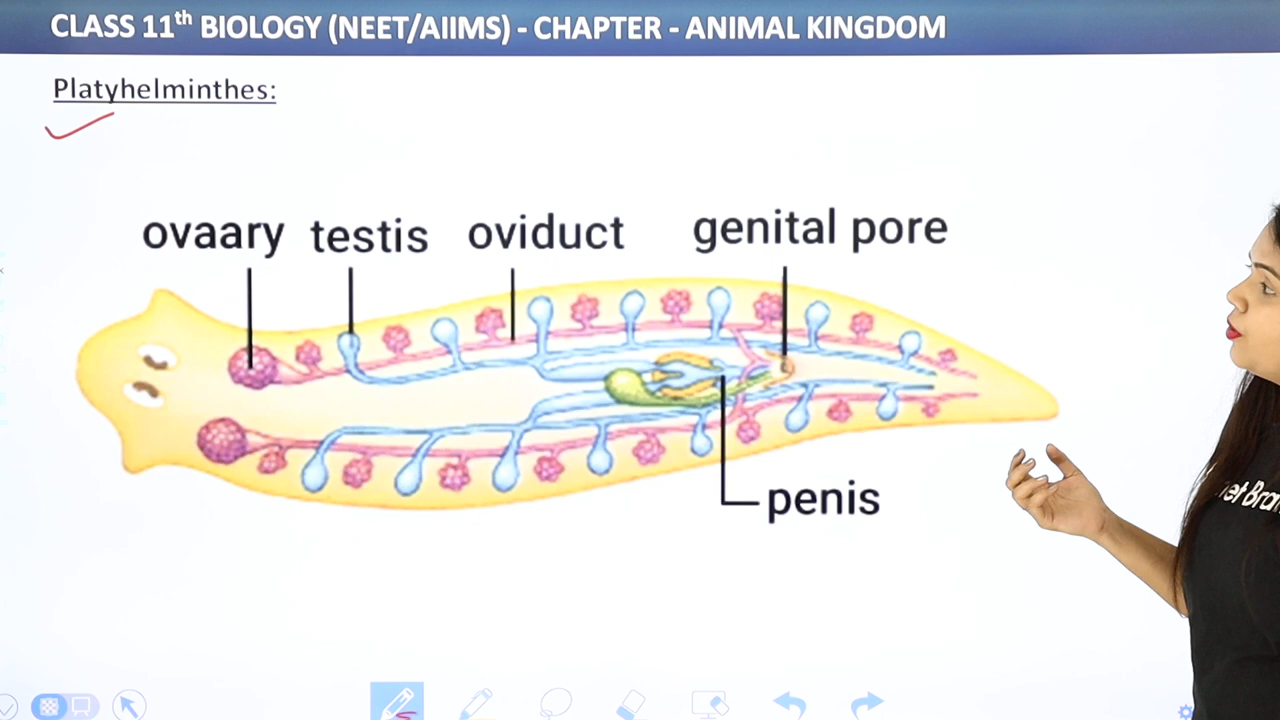 CLASS 11th BIOLOGY (NEET/AIIMS) - CHAPTER - ANIMAL KINGDOM
Platyhelminthes:
ovaary testis oviduct genital pore
penis